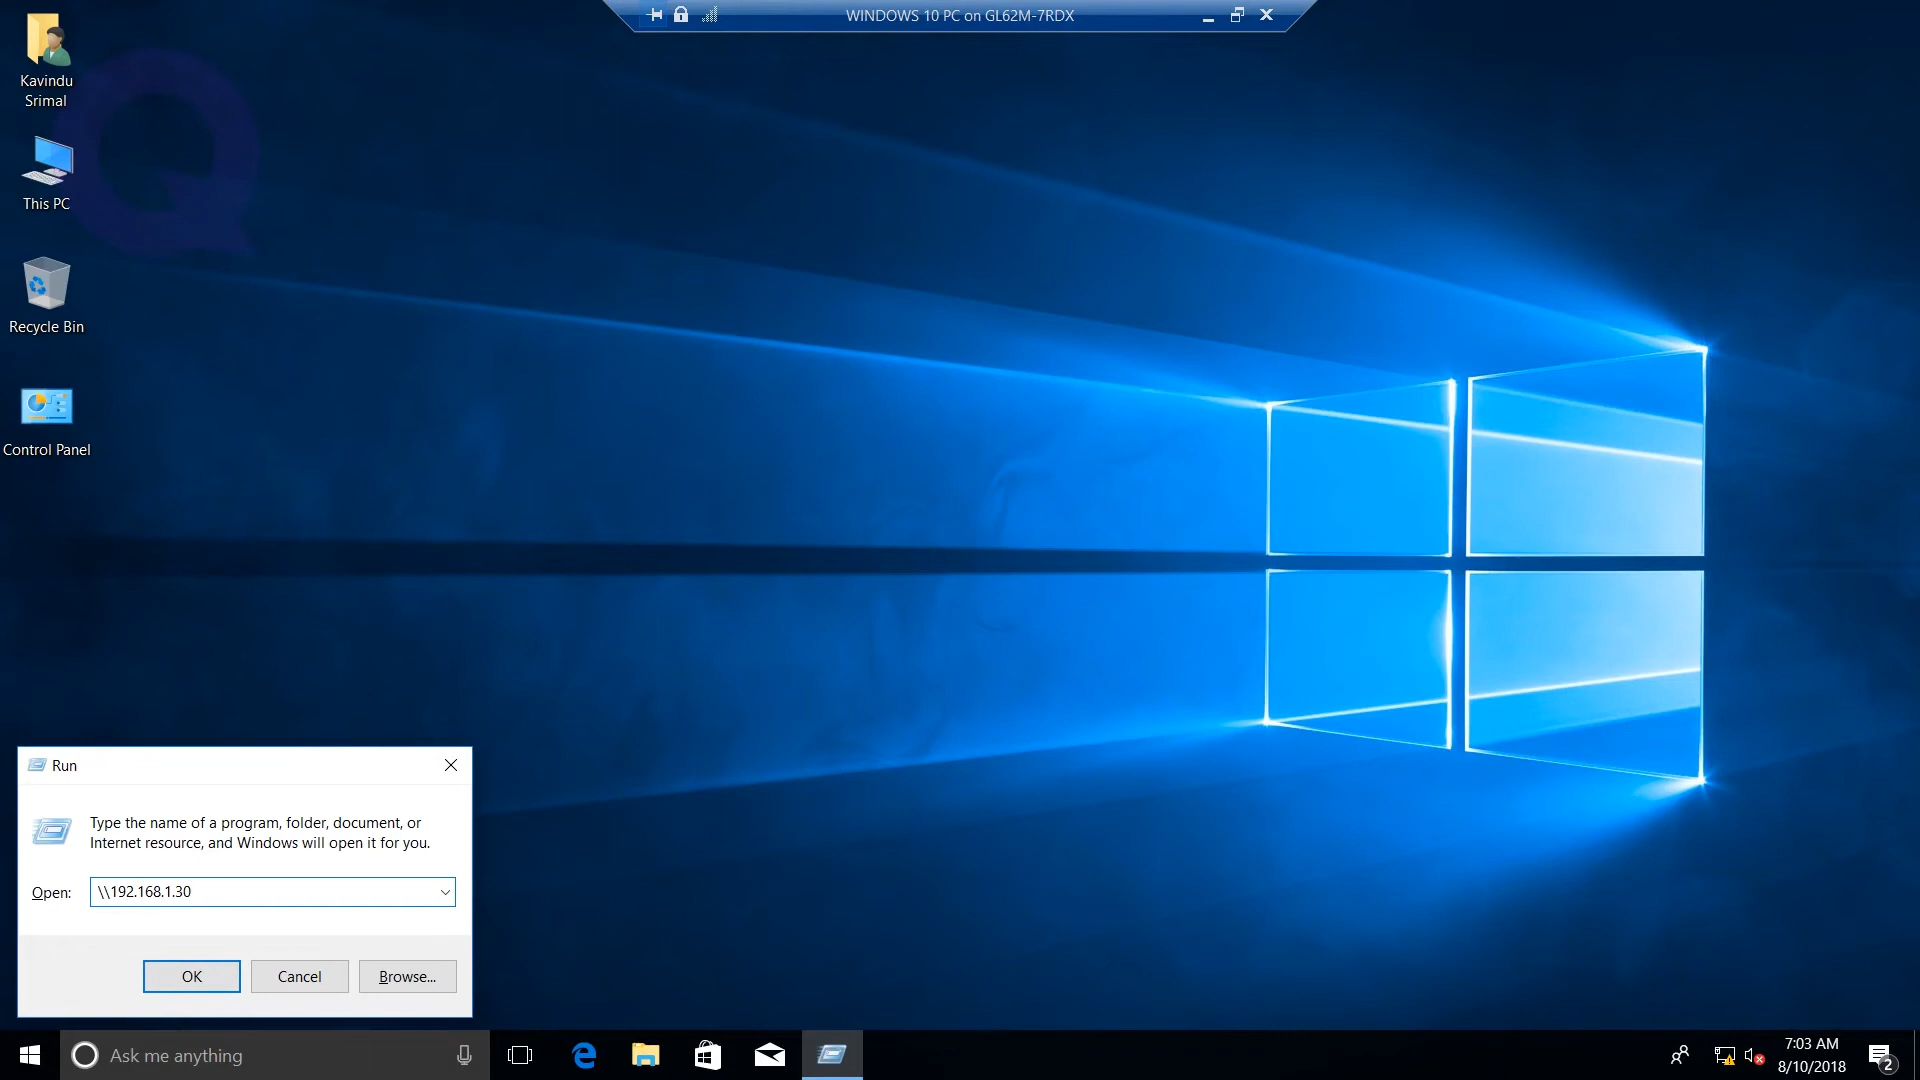 WINDOWS 10 PC on GL62M-7RDX
Kavindu
Srimal
This PC
Recycle Bin
Control Panel
Run
Type the name of a program, folder, document, or
Internet resource, and Windows will open it for you.
Open:
\\192.168.1.30
OK
Cancel
Browse...
Ask me anything
7:03 AM
8/10/2018
2